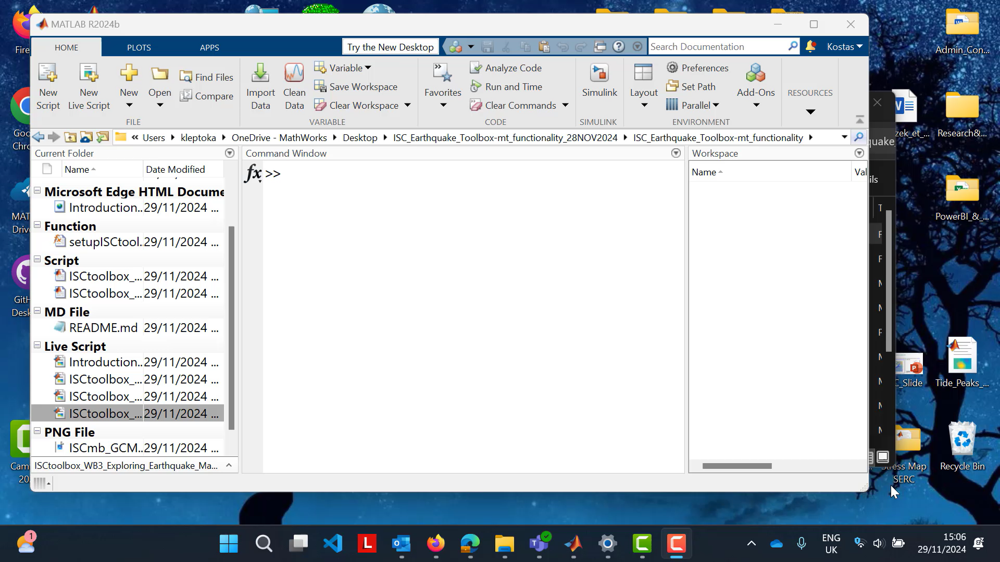 MATLAB R2024b
HOME PLOTS APPS Try the New Desktop Search Documentation Kostas
New Script
New Live Script
New
Open
Find Files
Compare
FILE
Import Data
Clean Data
Variable
Save Workspace
Clear Workspace
VARIABLE
Favorites
Analyze Code
Run and Time
Clear Commands
CODE
Simulink
SIMULINK
Layout
Preferences
Set Path
Parallel
Add-Ons
ENVIRONMENT
RESOURCES
« Users kleptoka OneDrive - MathWorks Desktop ISC_Earthquake_Toolbox-mt_functionality_28NOV2024 ISC_Earthquake_Toolbox-mt_functionality
Current Folder
Name Date Modified
Microsoft Edge HTML Docume
Introduction... 29/11/2024 ...
Function
setupISCtool... 29/11/2024 ...
Script
ISCtoolbox_... 29/11/2024 ...
ISCtoolbox_... 29/11/2024 ...
MD File
README.md 29/11/2024 ...
Live Script
Introduction... 29/11/2024 ...
ISCtoolbox_... 29/11/2024 ...
ISCtoolbox_... 29/11/2024 ...
ISCtoolbox_... 29/11/2024 ...
PNG File
ISCmb_GCM... 29/11/2024 ...
ISCtoolbox_WB3_Exploring_Earthquake_Ma...
Command Window
fx >>
Workspace
Name Val
quake
ils
Fire
Goo
Chro
MAT
Driv
GitH
Desk
Cam
20
Admin_Con...
zek_et_...
Research&...
PowerBI_&_...
C_Slide
Tide_Peaks_...
Stress Map SERC
Recycle Bin
1
ENG
UK
15:06
29/11/2024